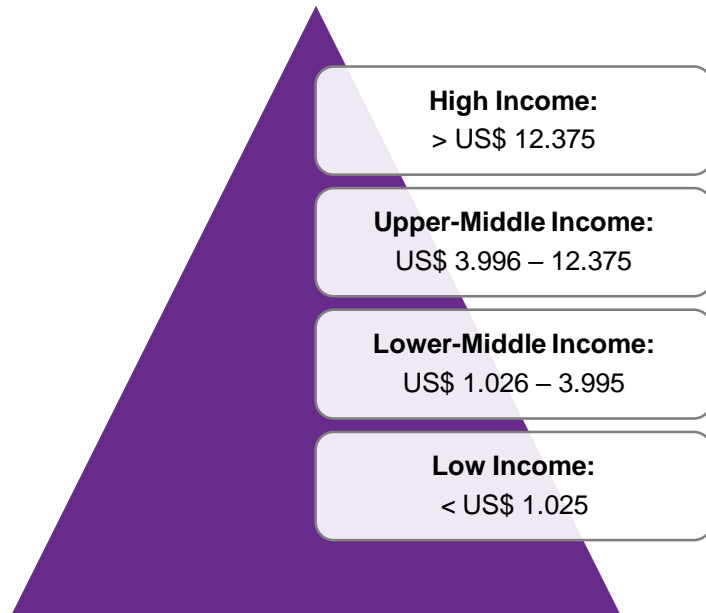 High Income:
> US$ 12.375
Upper-Middle Income:
US$ 3.996 – 12.375
Lower-Middle Income:
US$ 1.026 – 3.995
Low Income:
< US$ 1.025